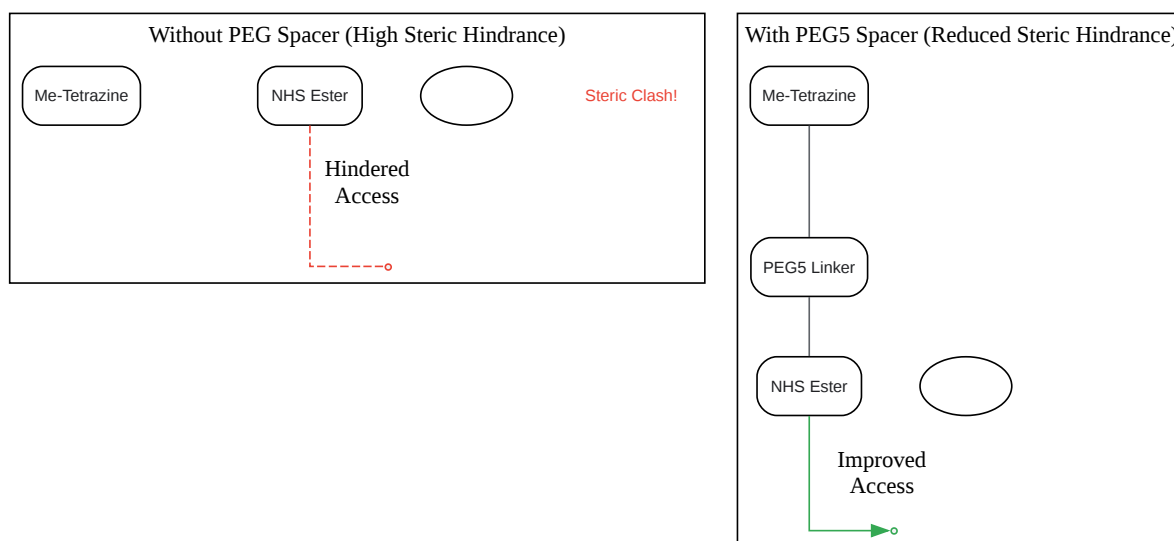 Without PEG Spacer (High Steric Hindrance)
Me-Tetrazine
NHS Ester
Steric Clash!
Hindered
Access
With PEG5 Spacer (Reduced Steric Hindrance)
Me-Tetrazine
PEG5 Linker
NHS Ester
Improved
Access